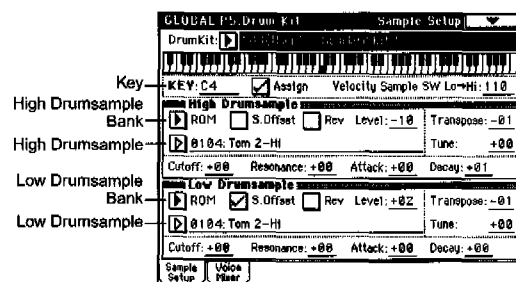 GLOBAL P5.Drum Kit Sample Setup
DrumKit:
Key
KEY: C4 Assign Velocity Sample SW Lo→Hi: 110
High Drumsample
High Drumsample Bank
ROM S.Offset Rev Level: -10 Transpose: -01
High Drumsample
0104: Tom 2-Hi Tune: +00
Cutoff: +00 Resonance: +00 Attack: +00 Decay: +01
Low Drumsample
Low Drumsample Bank
ROM S.Offset Rev Level: +02 Transpose: -01
Low Drumsample
0104: Tom 2-Hi Tune: +00
Cutoff: +00 Resonance: +00 Attack: +00 Decay: +00
Sample Setup Voice Mixer